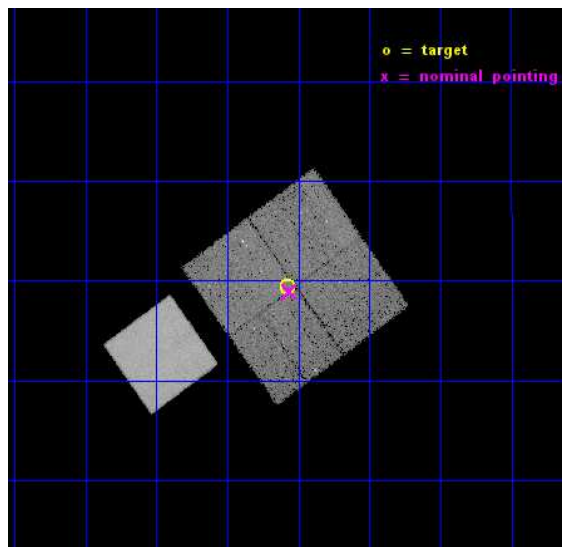 o = target
x = nominal pointing